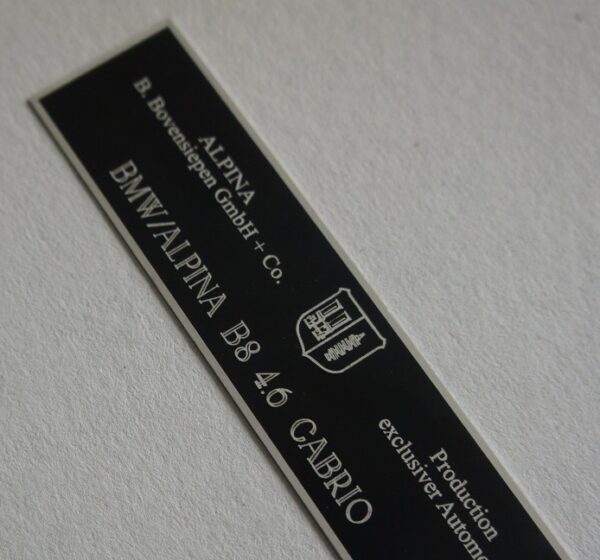 ALPINA
B. Bovensiepen GmbH + Co.
Production
exclusiver
BMW/ALPINA B8 4.6 CABRIO